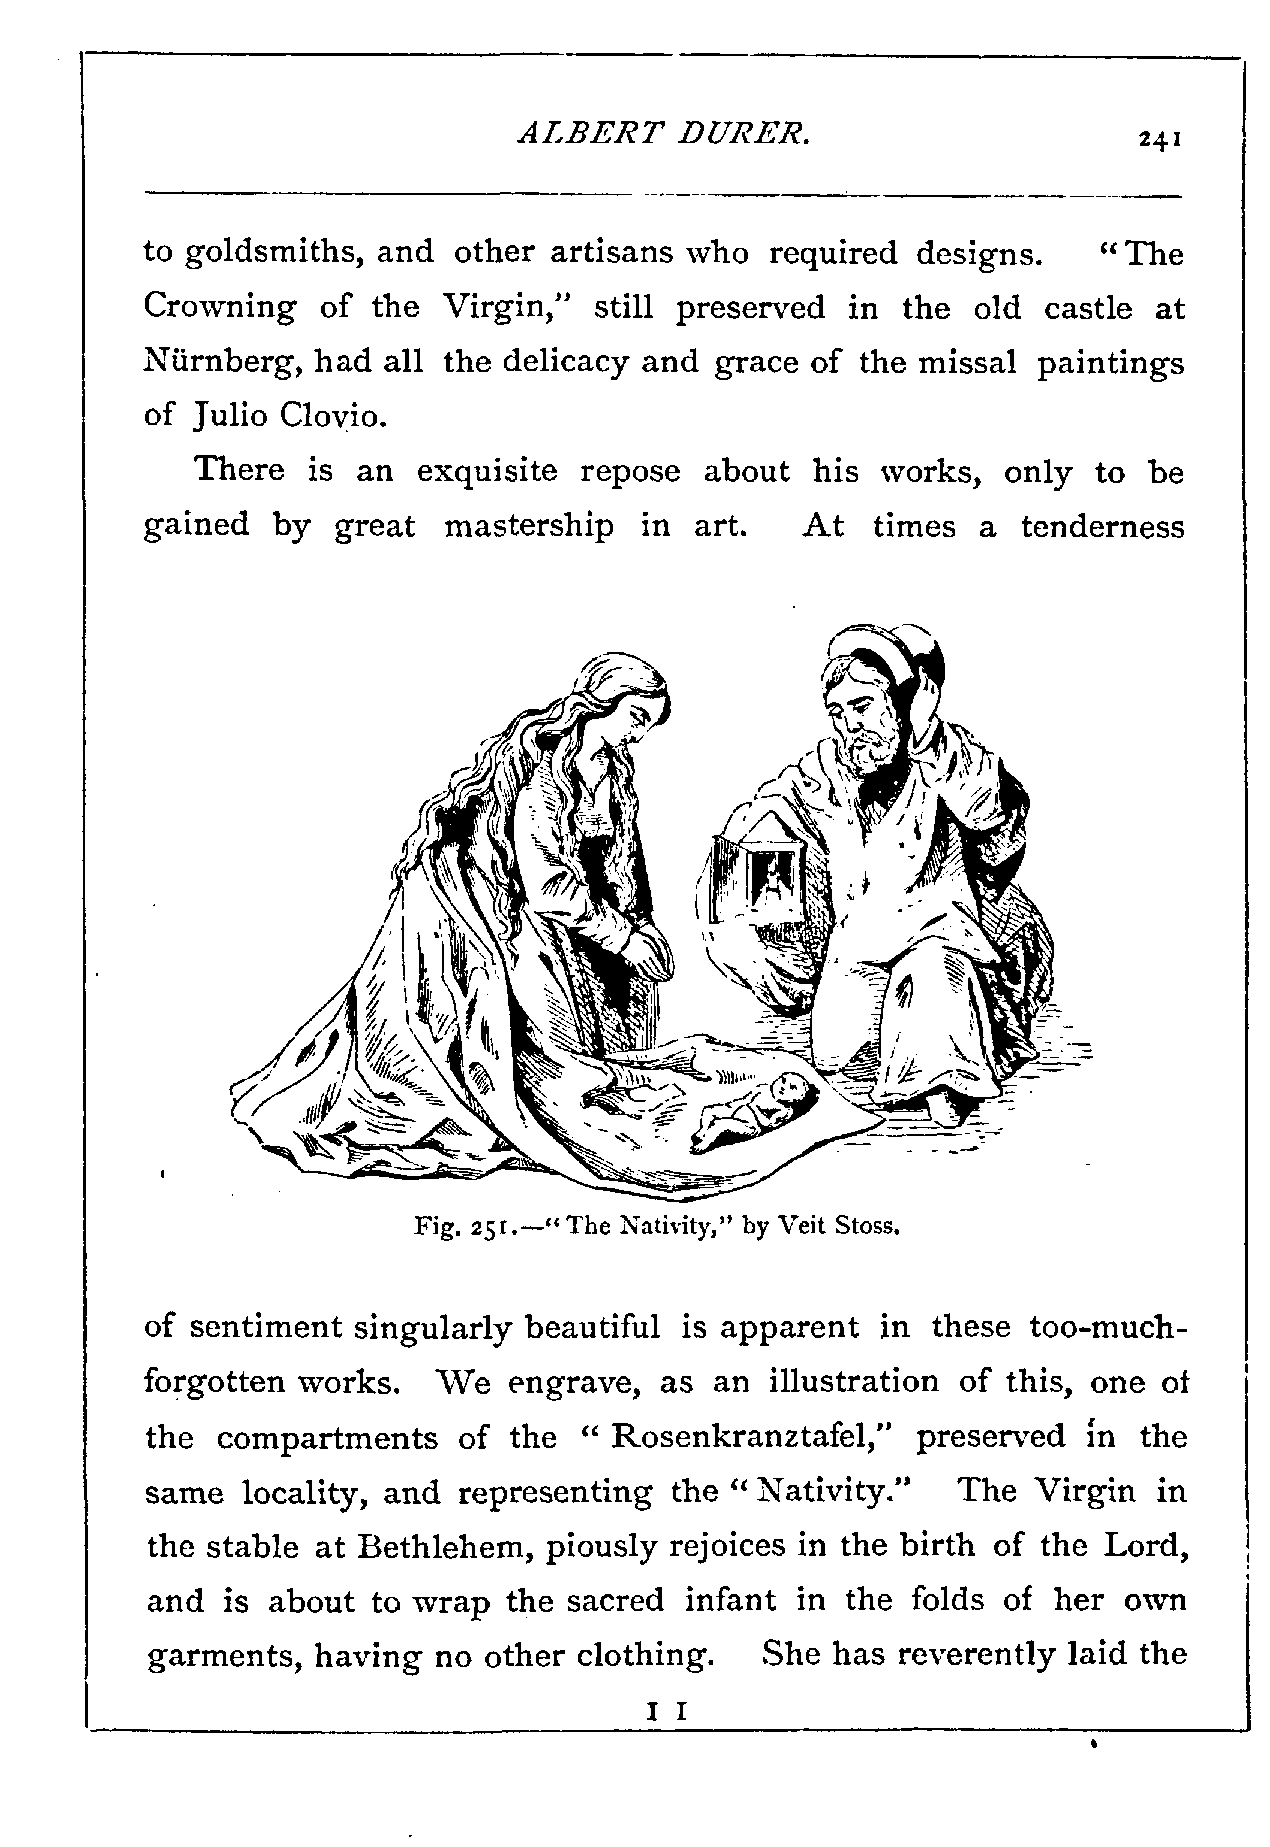 ALBERT DURER. 241
to goldsmiths, and other artisans who required designs. “The
Crowning of the Virgin,” still preserved in the old castle at
Nürnberg, had all the delicacy and grace of the missal paintings
of Julio Clovio.
There is an exquisite repose about his works, only to be
gained by great mastership in art. At times a tenderness
Fig. 251.—“The Nativity,” by Veit Stoss.
of sentiment singularly beautiful is apparent in these too-much-
forgotten works. We engrave, as an illustration of this, one of
the compartments of the “Rosenkranztafel,” preserved in the
same locality, and representing the “Nativity.” The Virgin in
the stable at Bethlehem, piously rejoices in the birth of the Lord,
and is about to wrap the sacred infant in the folds of her own
garments, having no other clothing. She has reverently laid the
I I